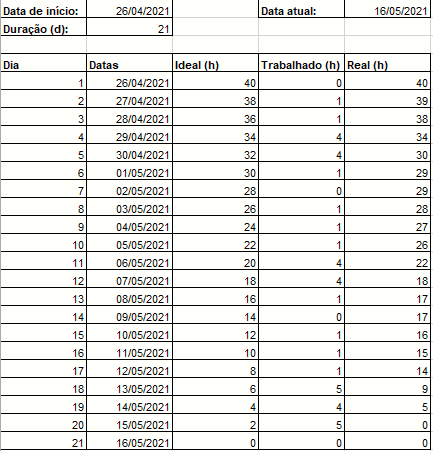 Data de início: 26/04/2021 Data atual: 16/05/2021
Duração (d): 21
Dia Datas Ideal (h) Trabalhado (h) Real (h)
1 26/04/2021 40 0 40
2 27/04/2021 38 1 39
3 28/04/2021 36 1 38
4 29/04/2021 34 4 34
5 30/04/2021 32 4 30
6 01/05/2021 30 1 29
7 02/05/2021 28 0 29
8 03/05/2021 26 1 28
9 04/05/2021 24 1 27
10 05/05/2021 22 1 26
11 06/05/2021 20 4 22
12 07/05/2021 18 4 18
13 08/05/2021 16 1 17
14 09/05/2021 14 0 17
15 10/05/2021 12 1 16
16 11/05/2021 10 1 15
17 12/05/2021 8 1 14
18 13/05/2021 6 5 9
19 14/05/2021 4 4 5
20 15/05/2021 2 5 0
21 16/05/2021 0 0 0